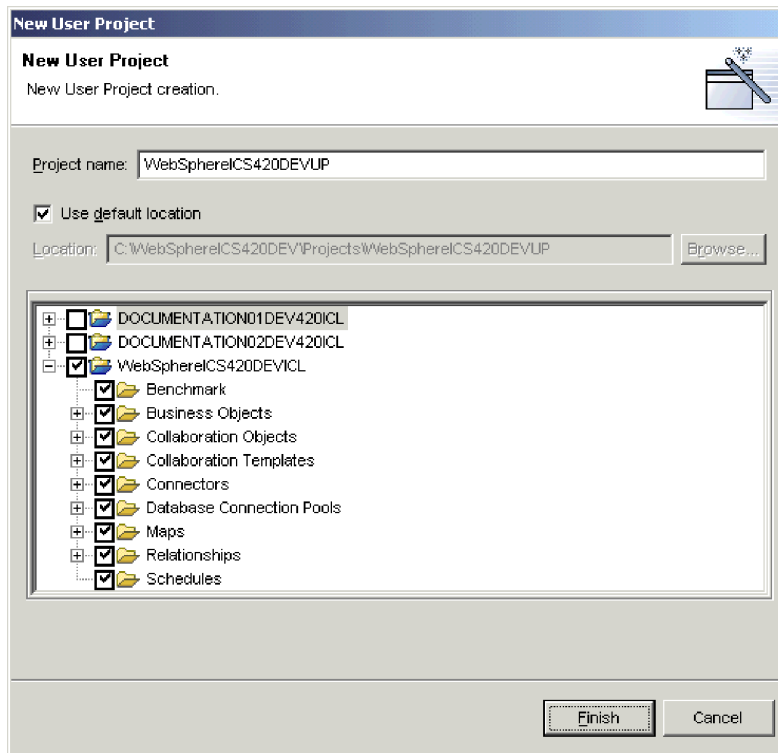 New User Project
New User Project
New User Project creation.
Project name: WebSphereICS420DEVUP
Use default location
Location: C:\WebSphereICS420DEV\Projects\WebSphereICS420DEVUP Browse...
DOCUMENTATION01DEV420ICL
DOCUMENTATION02DEV420ICL
WebSphereICS420DEVICL
Benchmark
Business Objects
Collaboration Objects
Collaboration Templates
Connectors
Database Connection Pools
Maps
Relationships
Schedules
Finish Cancel